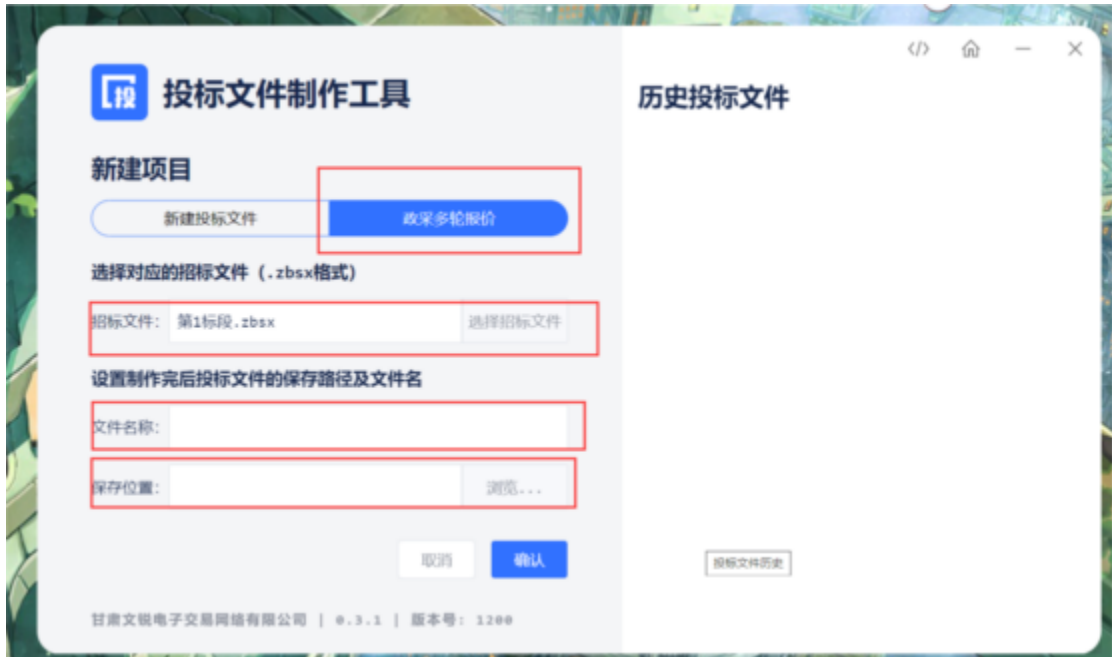 投 投标文件制作工具
新建项目
新建投标文件 政采多轮报价
选择对应的招标文件 (.zbsx格式)
招标文件: 第1标段.zbsx 选择招标文件
设置制作完后投标文件的保存路径及文件名
文件名称:
保存位置: 浏览...
取消 确认
甘肃文锐电子交易网络有限公司 | 0.3.1 | 版本号: 1200
历史投标文件
投标文件历史